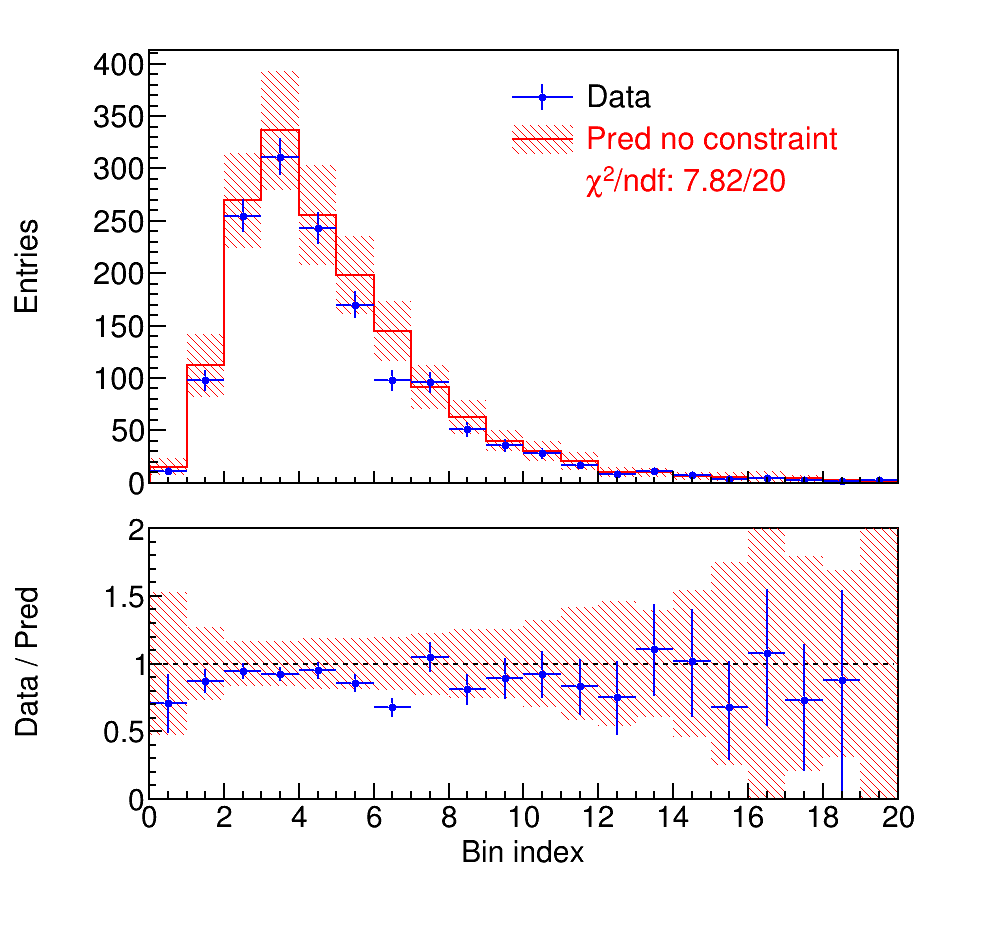 400
350
300
250
200
150
100
50
0
Entries
Data
Pred no constraint
χ²/ndf: 7.82/20
2
1.5
1
0.5
0
Data / Pred
0 2 4 6 8 10 12 14 16 18 20
Bin index